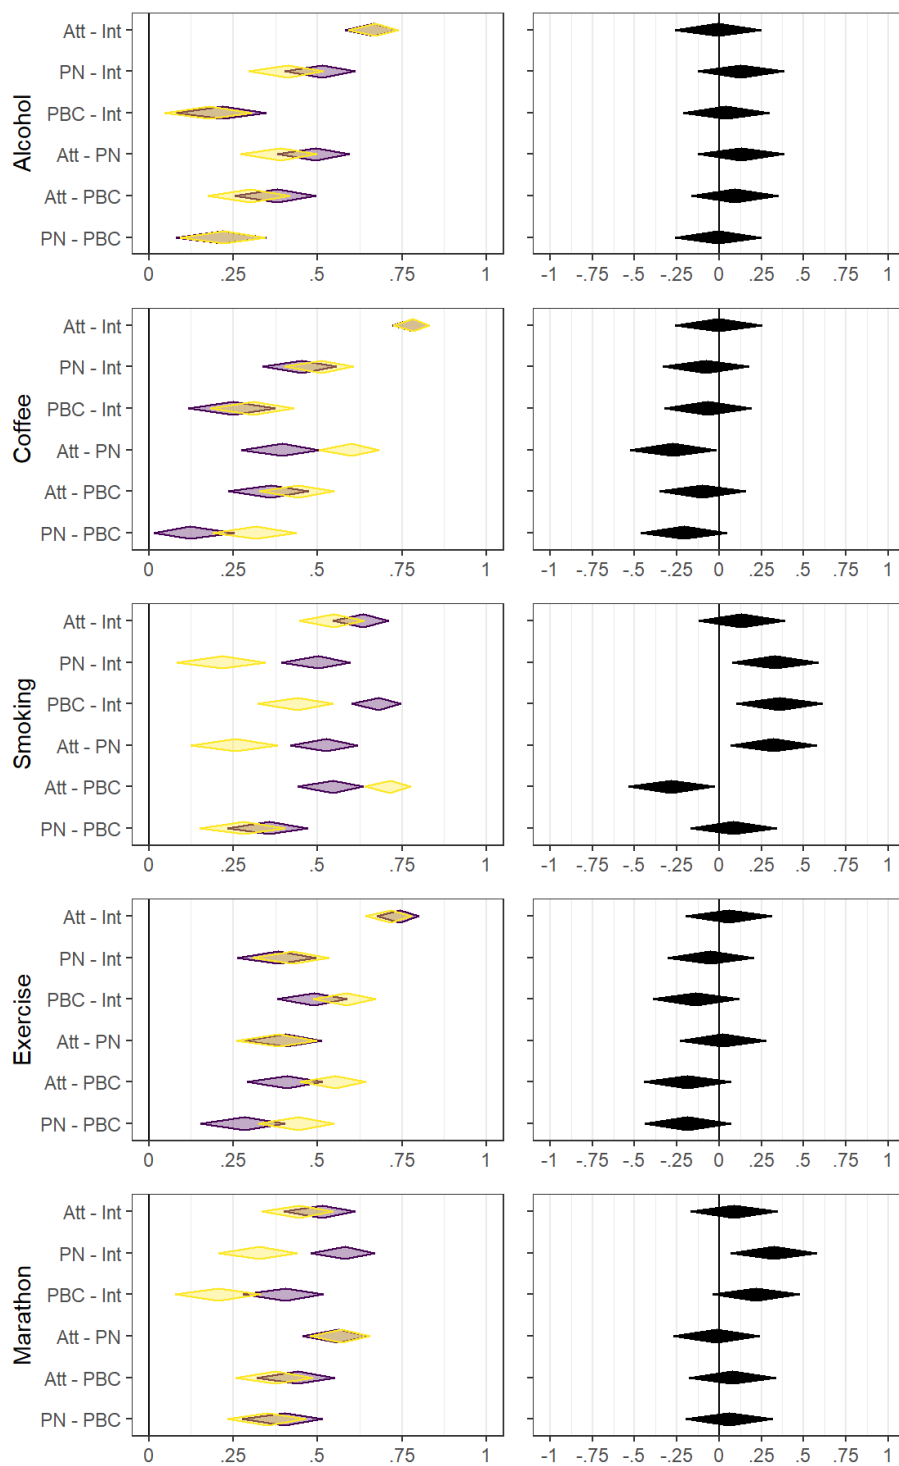 Alcohol
Att - Int
PN - Int
PBC - Int
Att - PN
Att - PBC
PN - PBC
0 .25 .5 .75 1
-1 -.75 -.5 -.25 0 .25 .5 .75 1
Coffee
Att - Int
PN - Int
PBC - Int
Att - PN
Att - PBC
PN - PBC
0 .25 .5 .75 1
-1 -.75 -.5 -.25 0 .25 .5 .75 1
Smoking
Att - Int
PN - Int
PBC - Int
Att - PN
Att - PBC
PN - PBC
0 .25 .5 .75 1
-1 -.75 -.5 -.25 0 .25 .5 .75 1
Exercise
Att - Int
PN - Int
PBC - Int
Att - PN
Att - PBC
PN - PBC
0 .25 .5 .75 1
-1 -.75 -.5 -.25 0 .25 .5 .75 1
Marathon
Att - Int
PN - Int
PBC - Int
Att - PN
Att - PBC
PN - PBC
0 .25 .5 .75 1
-1 -.75 -.5 -.25 0 .25 .5 .75 1